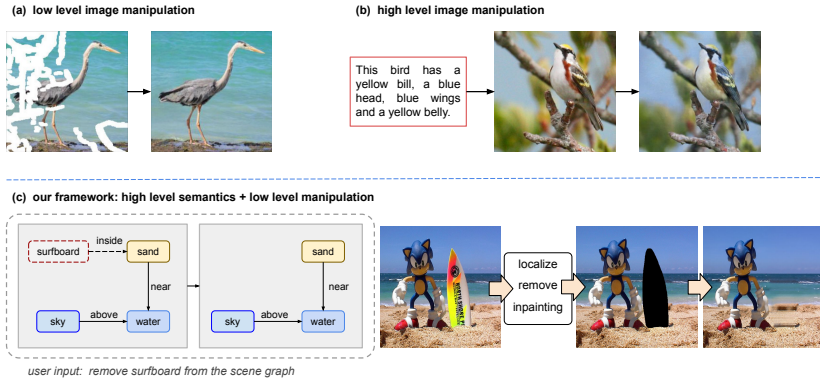 (a) low level image manipulation
(b) high level image manipulation
This bird has a
yellow bill, a blue
head, blue wings
and a yellow belly.
(c) our framework: high level semantics + low level manipulation
surfboard
inside
sand
near
sky
above
water
sand
near
sky
above
water
localize
remove
inpainting
user input: remove surfboard from the scene graph